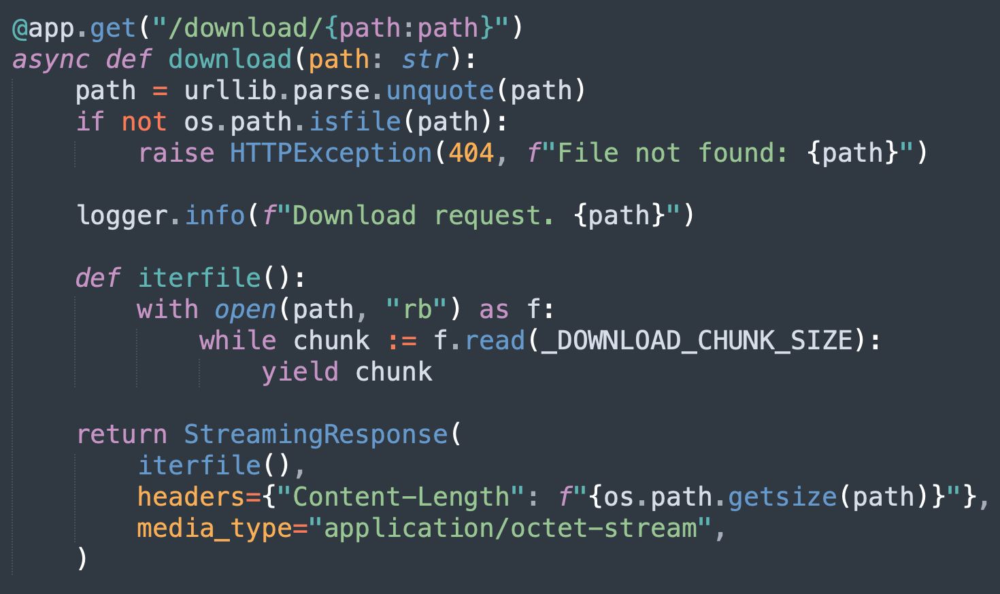 @app.get("/download/{path:path}")
async def download(path: str):
    path = urllib.parse.unquote(path)
    if not os.path.isfile(path):
        raise HTTPException(404, f"File not found: {path}")

    logger.info(f"Download request. {path}")

    def iterfile():
        with open(path, "rb") as f:
            while chunk := f.read(_DOWNLOAD_CHUNK_SIZE):
                yield chunk

    return StreamingResponse(
        iterfile(),
        headers={"Content-Length": f"{os.path.getsize(path)}"},
        media_type="application/octet-stream",
    )